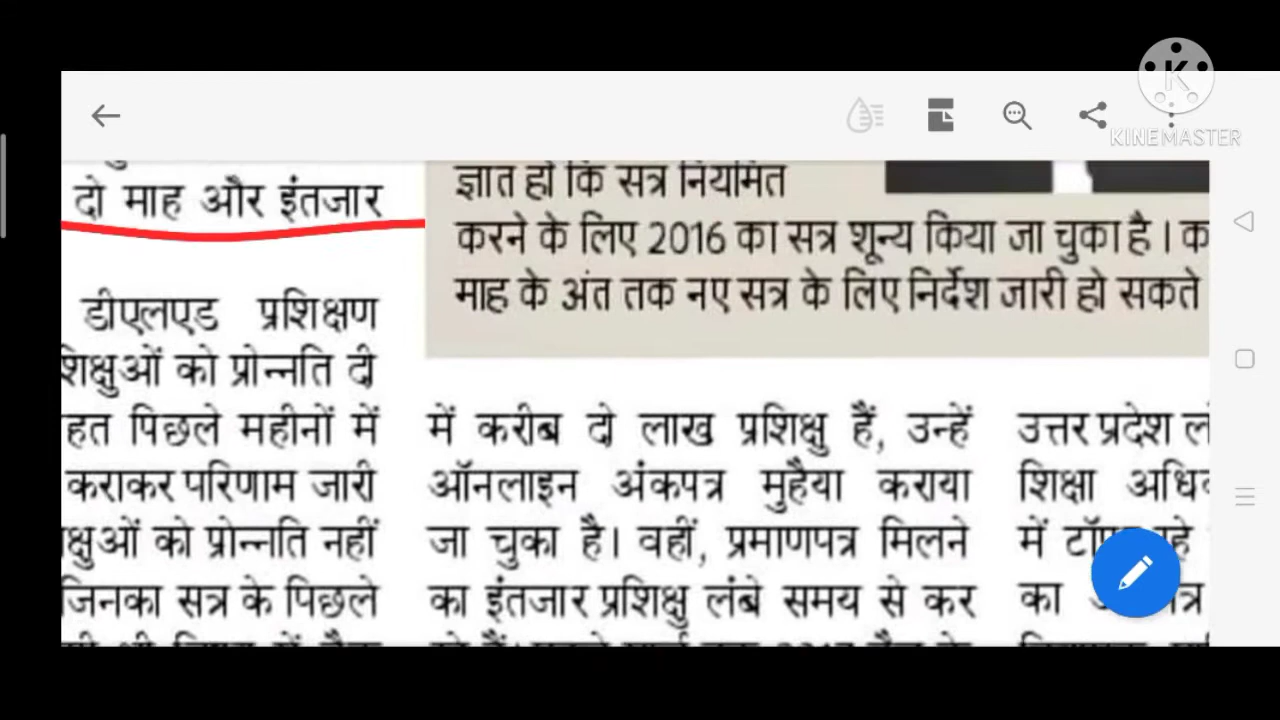 KINEMASTER
दो माह और इंतजार
ज्ञात हो कि सत्र नियमित
करने के लिए 2016 का सत्र शून्य किया जा चुका है। क
माह के अंत तक नए सत्र के लिए निर्देश जारी हो सकते
डीएलएड प्रशिक्षण
शिक्षुओं को प्रोन्नति दी
हत पिछले महीनों में
कराकर परिणाम जारी
क्षुओं को प्रोन्नति नहीं
जिनका सत्र के पिछले
में करीब दो लाख प्रशिक्षु हैं, उन्हें
ऑनलाइन अंकपत्र मुहैया कराया
जा चुका है। वहीं, प्रमाणपत्र मिलने
का इंतजार प्रशिक्षु लंबे समय से कर
उत्तर प्रदेश
शिक्षा
में
का